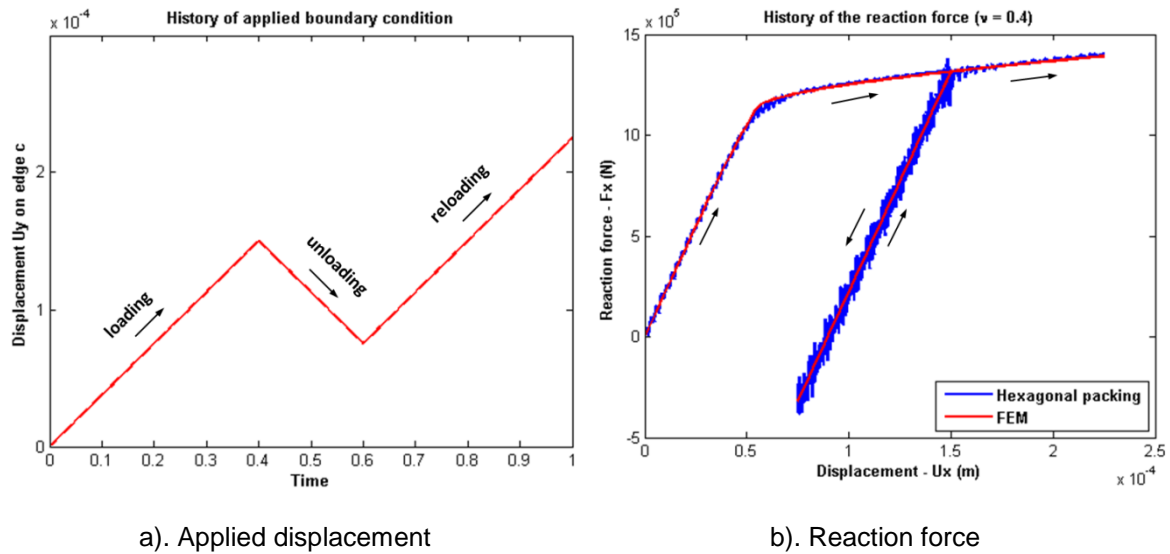 History of applied boundary condition
x 10⁻⁴
Displacement Uy on edge c
2
1
0
0 0.1 0.2 0.3 0.4 0.5 0.6 0.7 0.8 0.9 1
Time
loading
unloading
reloading
a). Applied displacement
History of the reaction force (ν = 0.4)
x 10⁵
Reaction force - Fx (N)
15
10
5
0
-5
0 0.5 1 1.5 2 2.5
x 10⁻⁴
Displacement - Ux (m)
Hexagonal packing
FEM
b). Reaction force